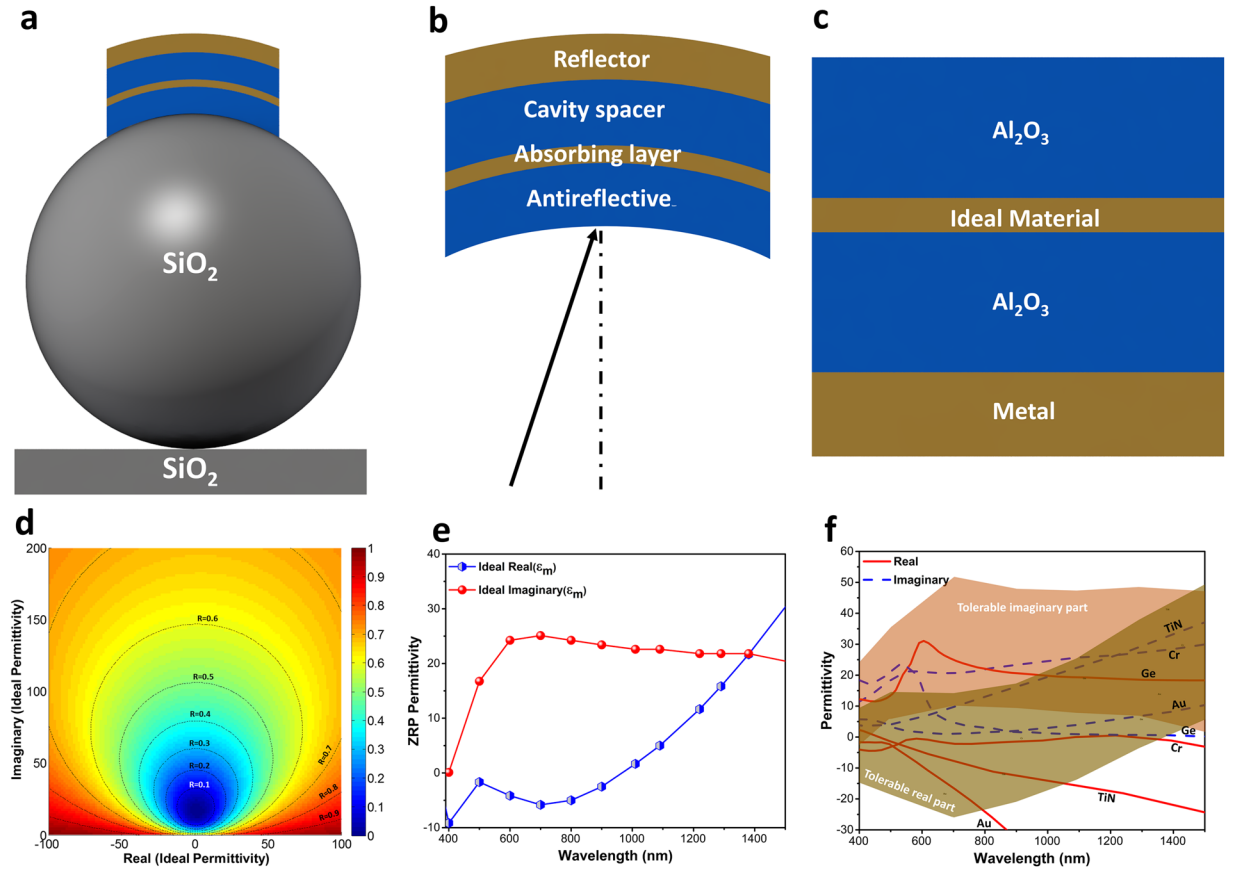 a
SiO2
SiO2
b
Reflector
Cavity spacer
Absorbing layer
Antireflective
c
Al2O3
Ideal Material
Al2O3
Metal
d
Imaginary (Ideal Permittivity)
200
150
100
50
0
-100
-50
0
50
100
Real (Ideal Permittivity)
R=0.6
R=0.5
R=0.4
R=0.3
R=0.2
R=0.1
R=0.7
R=0.8
R=0.9
1
0.9
0.8
0.7
0.6
0.5
0.4
0.3
0.2
0.1
0
e
ZRP Permittivity
40
30
20
10
0
-10
400
600
800
1000
1200
1400
Wavelength (nm)
Ideal Real(εm)
Ideal Imaginary(εm)
f
Permittivity
60
50
40
30
20
10
0
-10
-20
-30
400
600
800
1000
1200
1400
Wavelength (nm)
Real
Imaginary
Tolerable imaginary part
Tolerable real part
TiN
Cr
Ge
Au
Ge
Cr
TiN
Au